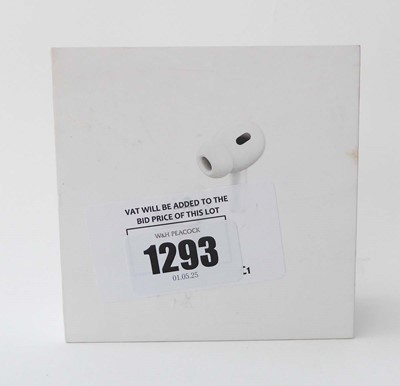 VAT WILL BE ADDED TO THE
BID PRICE OF THIS LOT
W&H PEACOCK
1293
01.05.25